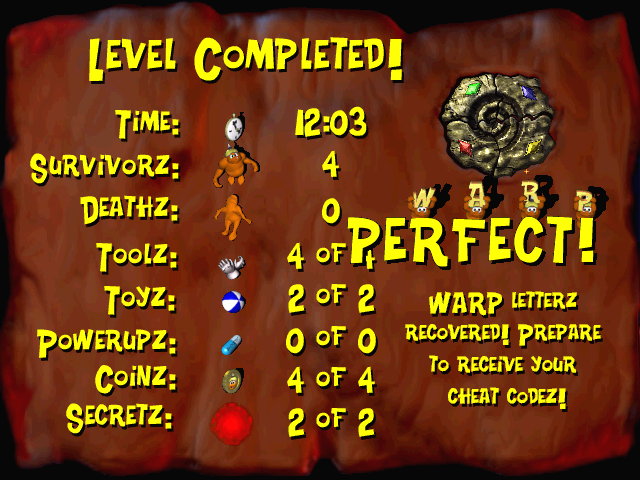 Level Completed!
Time: 12:03
Survivorz: 4
Deathz: 0
Toolz: 4 of 4
Toyz: 2 of 2
Powerupz: 0 of 0
Coinz: 4 of 4
Secretz: 2 of 2
W A R P
PERFECT!
WARP letterz
recovered! Prepare
to receive your
cheat codez!